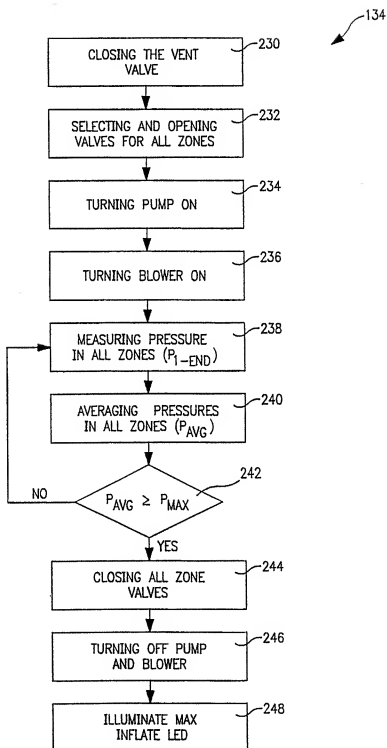 134
230
CLOSING THE VENT
VALVE
232
SELECTING AND OPENING
VALVES FOR ALL ZONES
234
TURNING PUMP ON
236
TURNING BLOWER ON
238
MEASURING PRESSURE
IN ALL ZONES (P1-END)
240
AVERAGING PRESSURES
IN ALL ZONES (PAVG)
242
PAVG ≥ PMAX
NO
YES
244
CLOSING ALL ZONE
VALVES
246
TURNING OFF PUMP
AND BLOWER
248
ILLUMINATE MAX
INFLATE LED